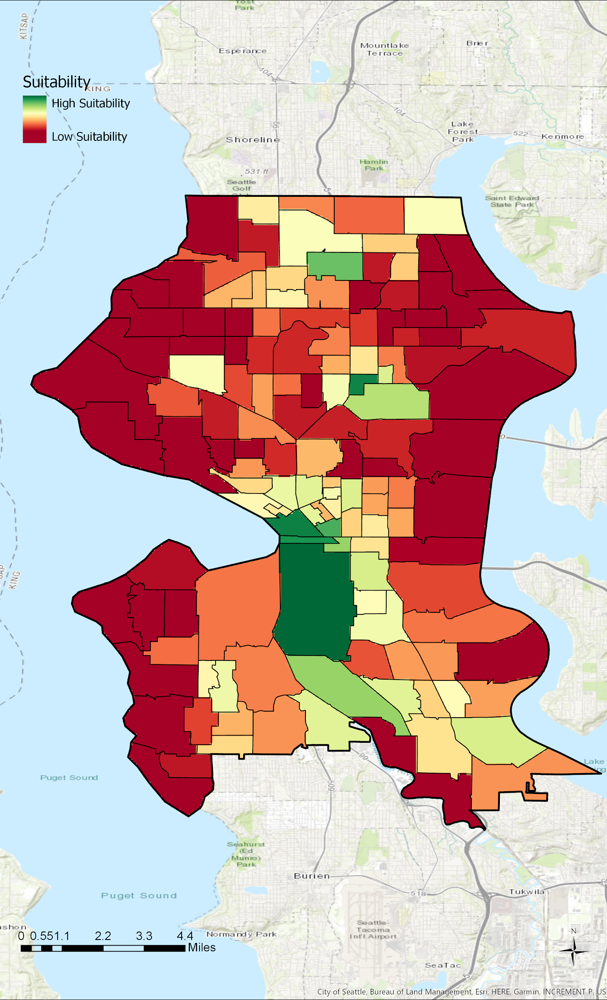 Yost
Park
KITSAP
Esperance
Mountlake
Terrace
Brier
104
Suitability
KING
High Suitability
Low Suitability
99
104
Lake
Forest
Park
522
Kenmore
Shoreline
Hamlin
Park
531 ft
Seattle
Golf
5
Saint Edward
State Park
0
KING
99
Lake
Puget Sound
509
Seahurst
(Ed
Munro)
Park
Burien
518
Tukwila
Puget Sound
Seattle-
Tacoma
Int'l Airport
Normandy Park
0 0.551.1 2.2 3.3 4.4
Miles
N
SeaTac
5
City of Seattle, Bureau of Land Management, Esri, HERE, Garmin, INCREMENT P, US